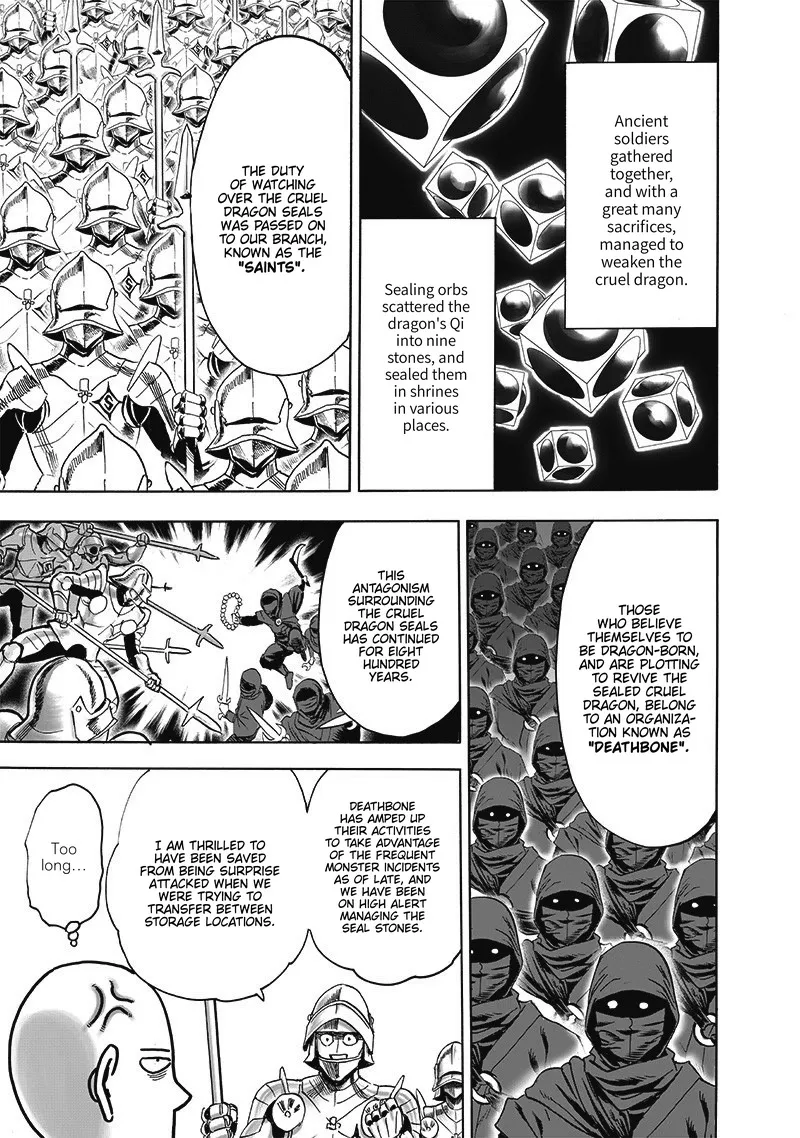 Ancient
soldiers
gathered
together,
and with a
great many
sacrifices,
managed to
weaken the
cruel dragon.
Sealing orbs
scattered the
dragon's Qi
into nine
stones, and
sealed them
in shrines
in various
places.
THE DUTY
OF WATCHING
OVER THE CRUEL
DRAGON SEALS
WAS PASSED ON
TO OUR BRANCH,
KNOWN AS THE
"SAINTS".
S
S
THOSE
WHO BELIEVE
THEMSELVES TO
BE DRAGON-BORN,
AND ARE PLOTTING
TO REVIVE THE
SEALED CRUEL
DRAGON, BELONG
TO AN ORGANIZA-
TION KNOWN AS
"DEATHBONE".
THIS
ANTAGONISM
SURROUNDING
THE CRUEL
DRAGON SEALS
HAS CONTINUED
FOR EIGHT
HUNDRED
YEARS.
DEATHBONE
HAS AMPED UP
THEIR ACTIVITIES
TO TAKE ADVANTAGE
OF THE FREQUENT
MONSTER INCIDENTS
AS OF LATE, AND
WE HAVE BEEN
ON HIGH ALERT
MANAGING THE
SEAL STONES.
I AM THRILLED TO
HAVE BEEN SAVED
FROM BEING SURPRISE
ATTACKED WHEN WE
WERE TRYING TO
TRANSFER BETWEEN
STORAGE LOCATIONS.
Too
long...